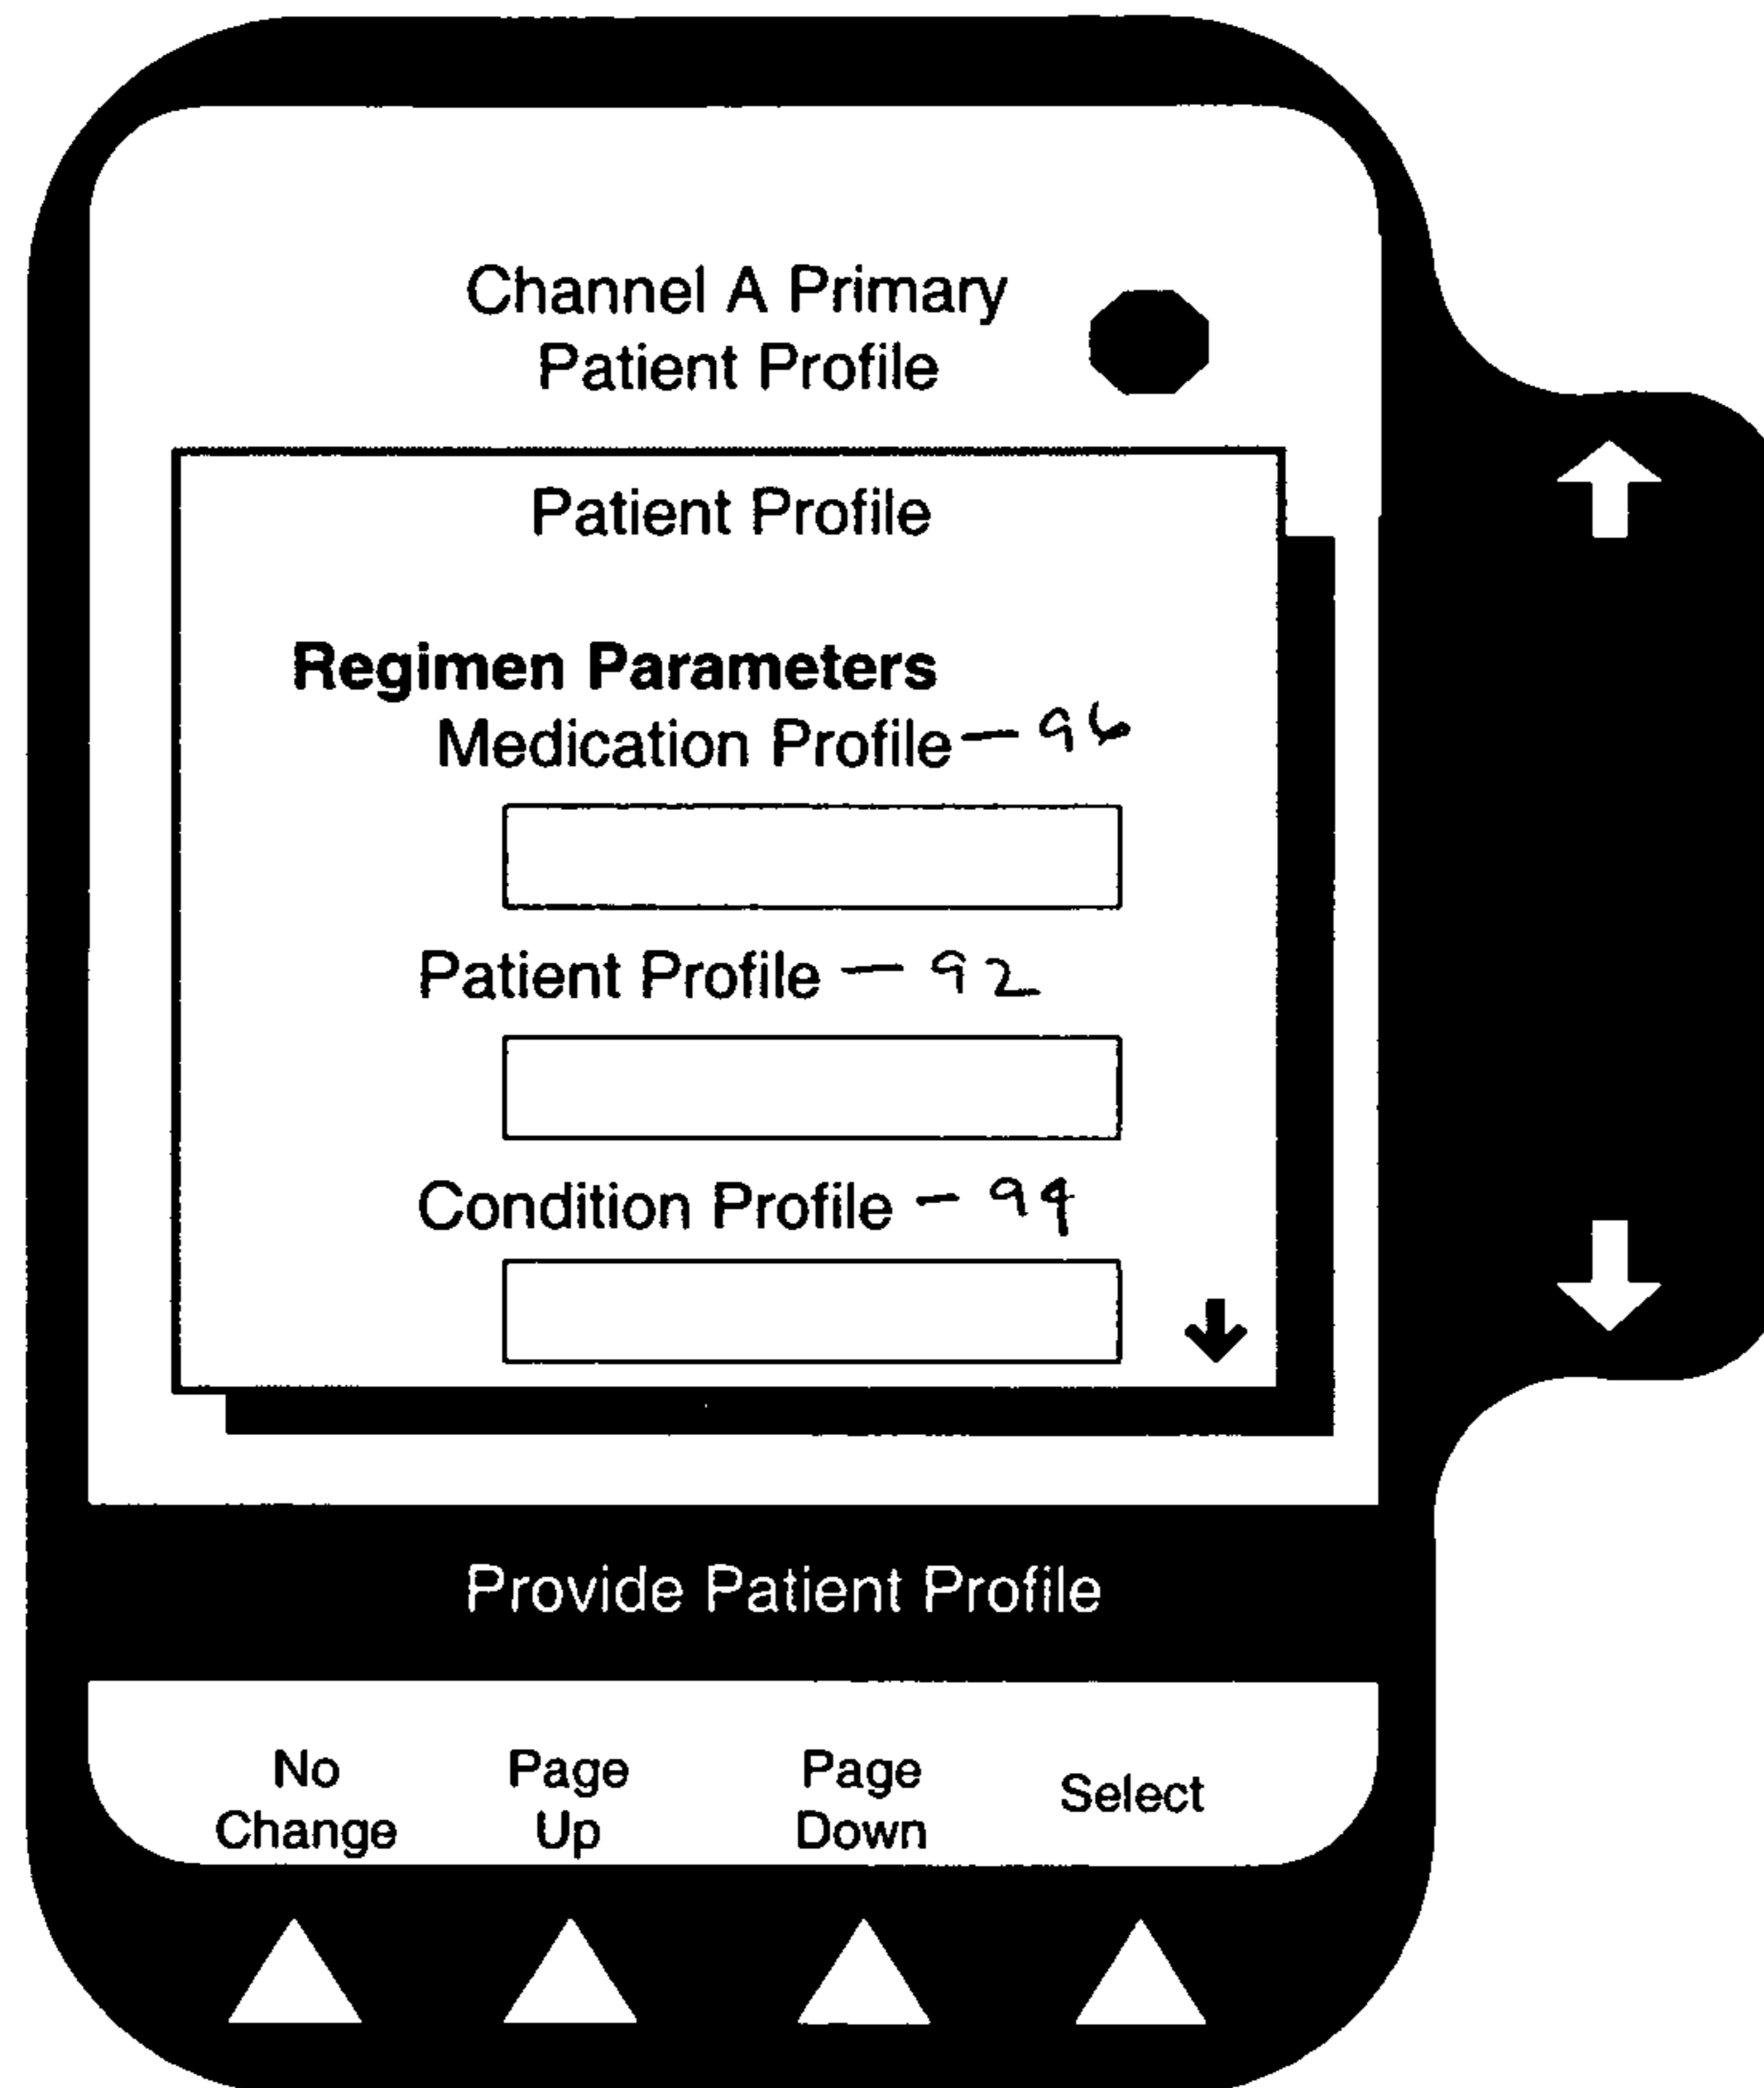 Channel A Primary
Patient Profile
Patient Profile
Regimen Parameters
Medication Profile — 96
Patient Profile — 92
Condition Profile — 94
Provide Patient Profile
No
Change
Page
Up
Page
Down
Select